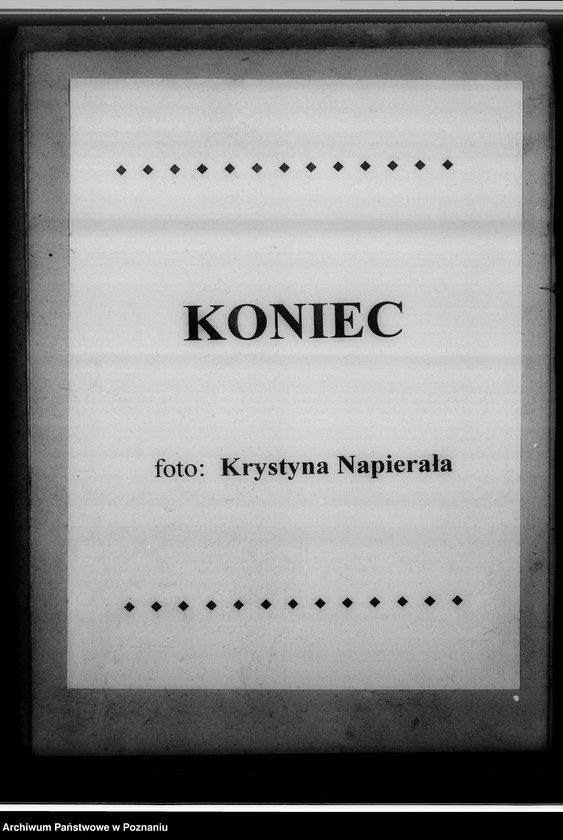 ◆ ◆ ◆ ◆ ◆ ◆ ◆ ◆ ◆ ◆ ◆ ◆ ◆
KONIEC
foto: Krystyna Napierała
◆ ◆ ◆ ◆ ◆ ◆ ◆ ◆ ◆ ◆ ◆ ◆ ◆
Archiwum Państwowe w Poznaniu